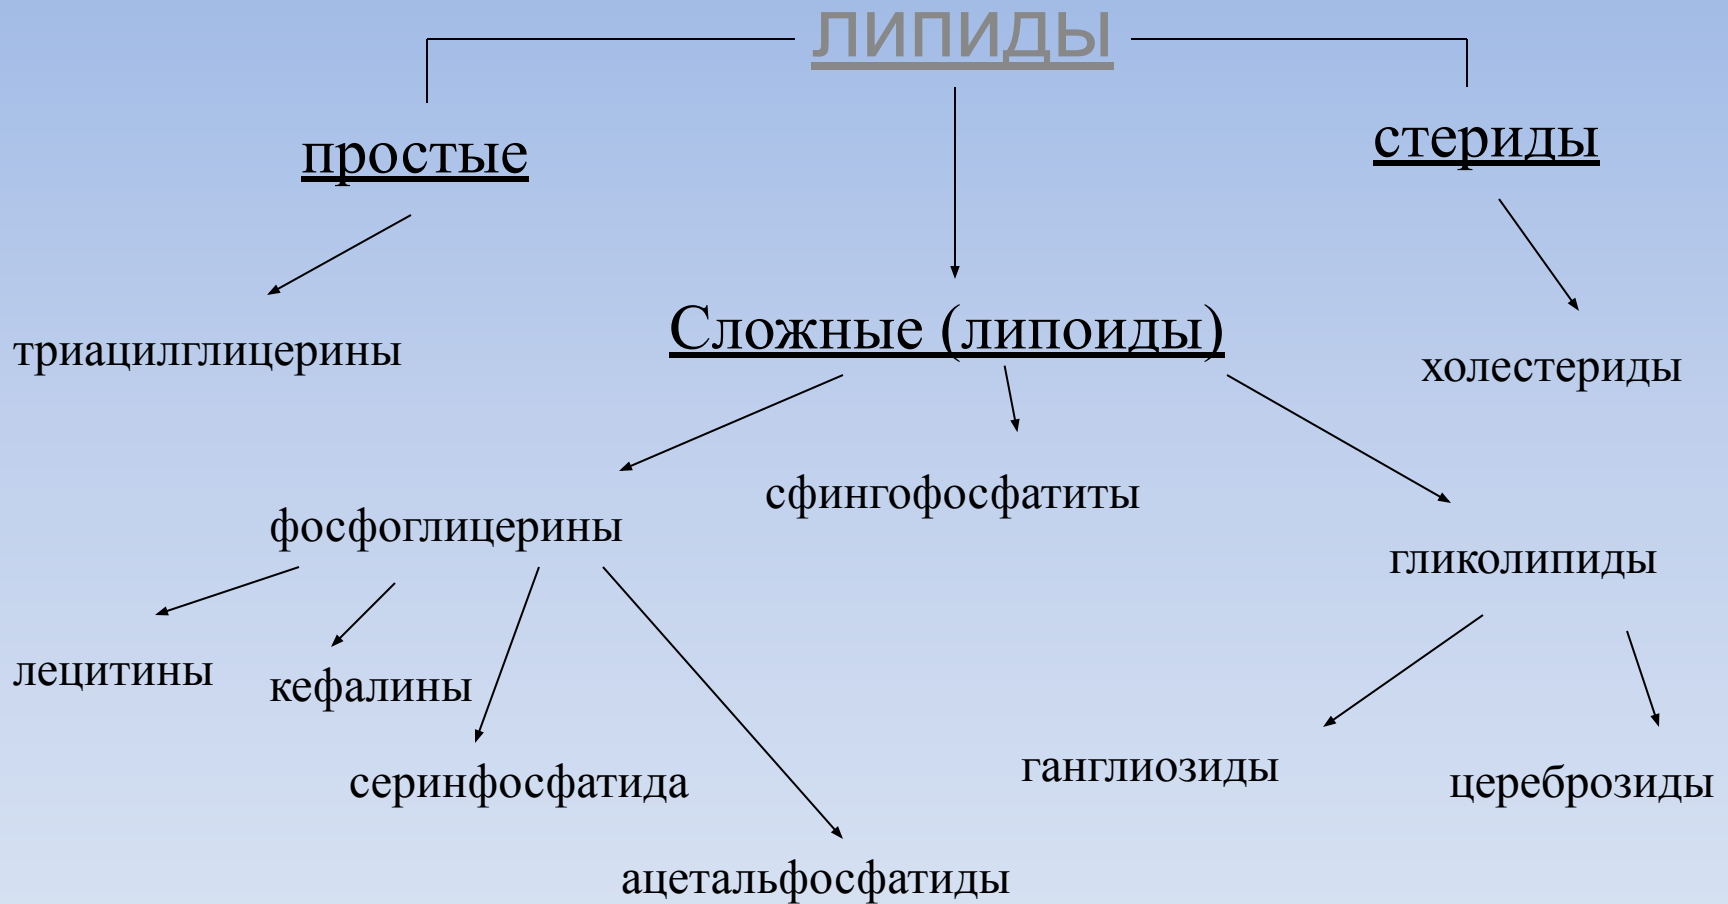 ЛИПИДЫ
простые
стериды
Сложные (липоиды)
триацилглицерины
холестериды
сфингофосфатиты
фосфоглицерины
гликолипиды
лецитины
кефалины
серинфосфатида
ганглиозиды
цереброзиды
ацетальфосфатиды